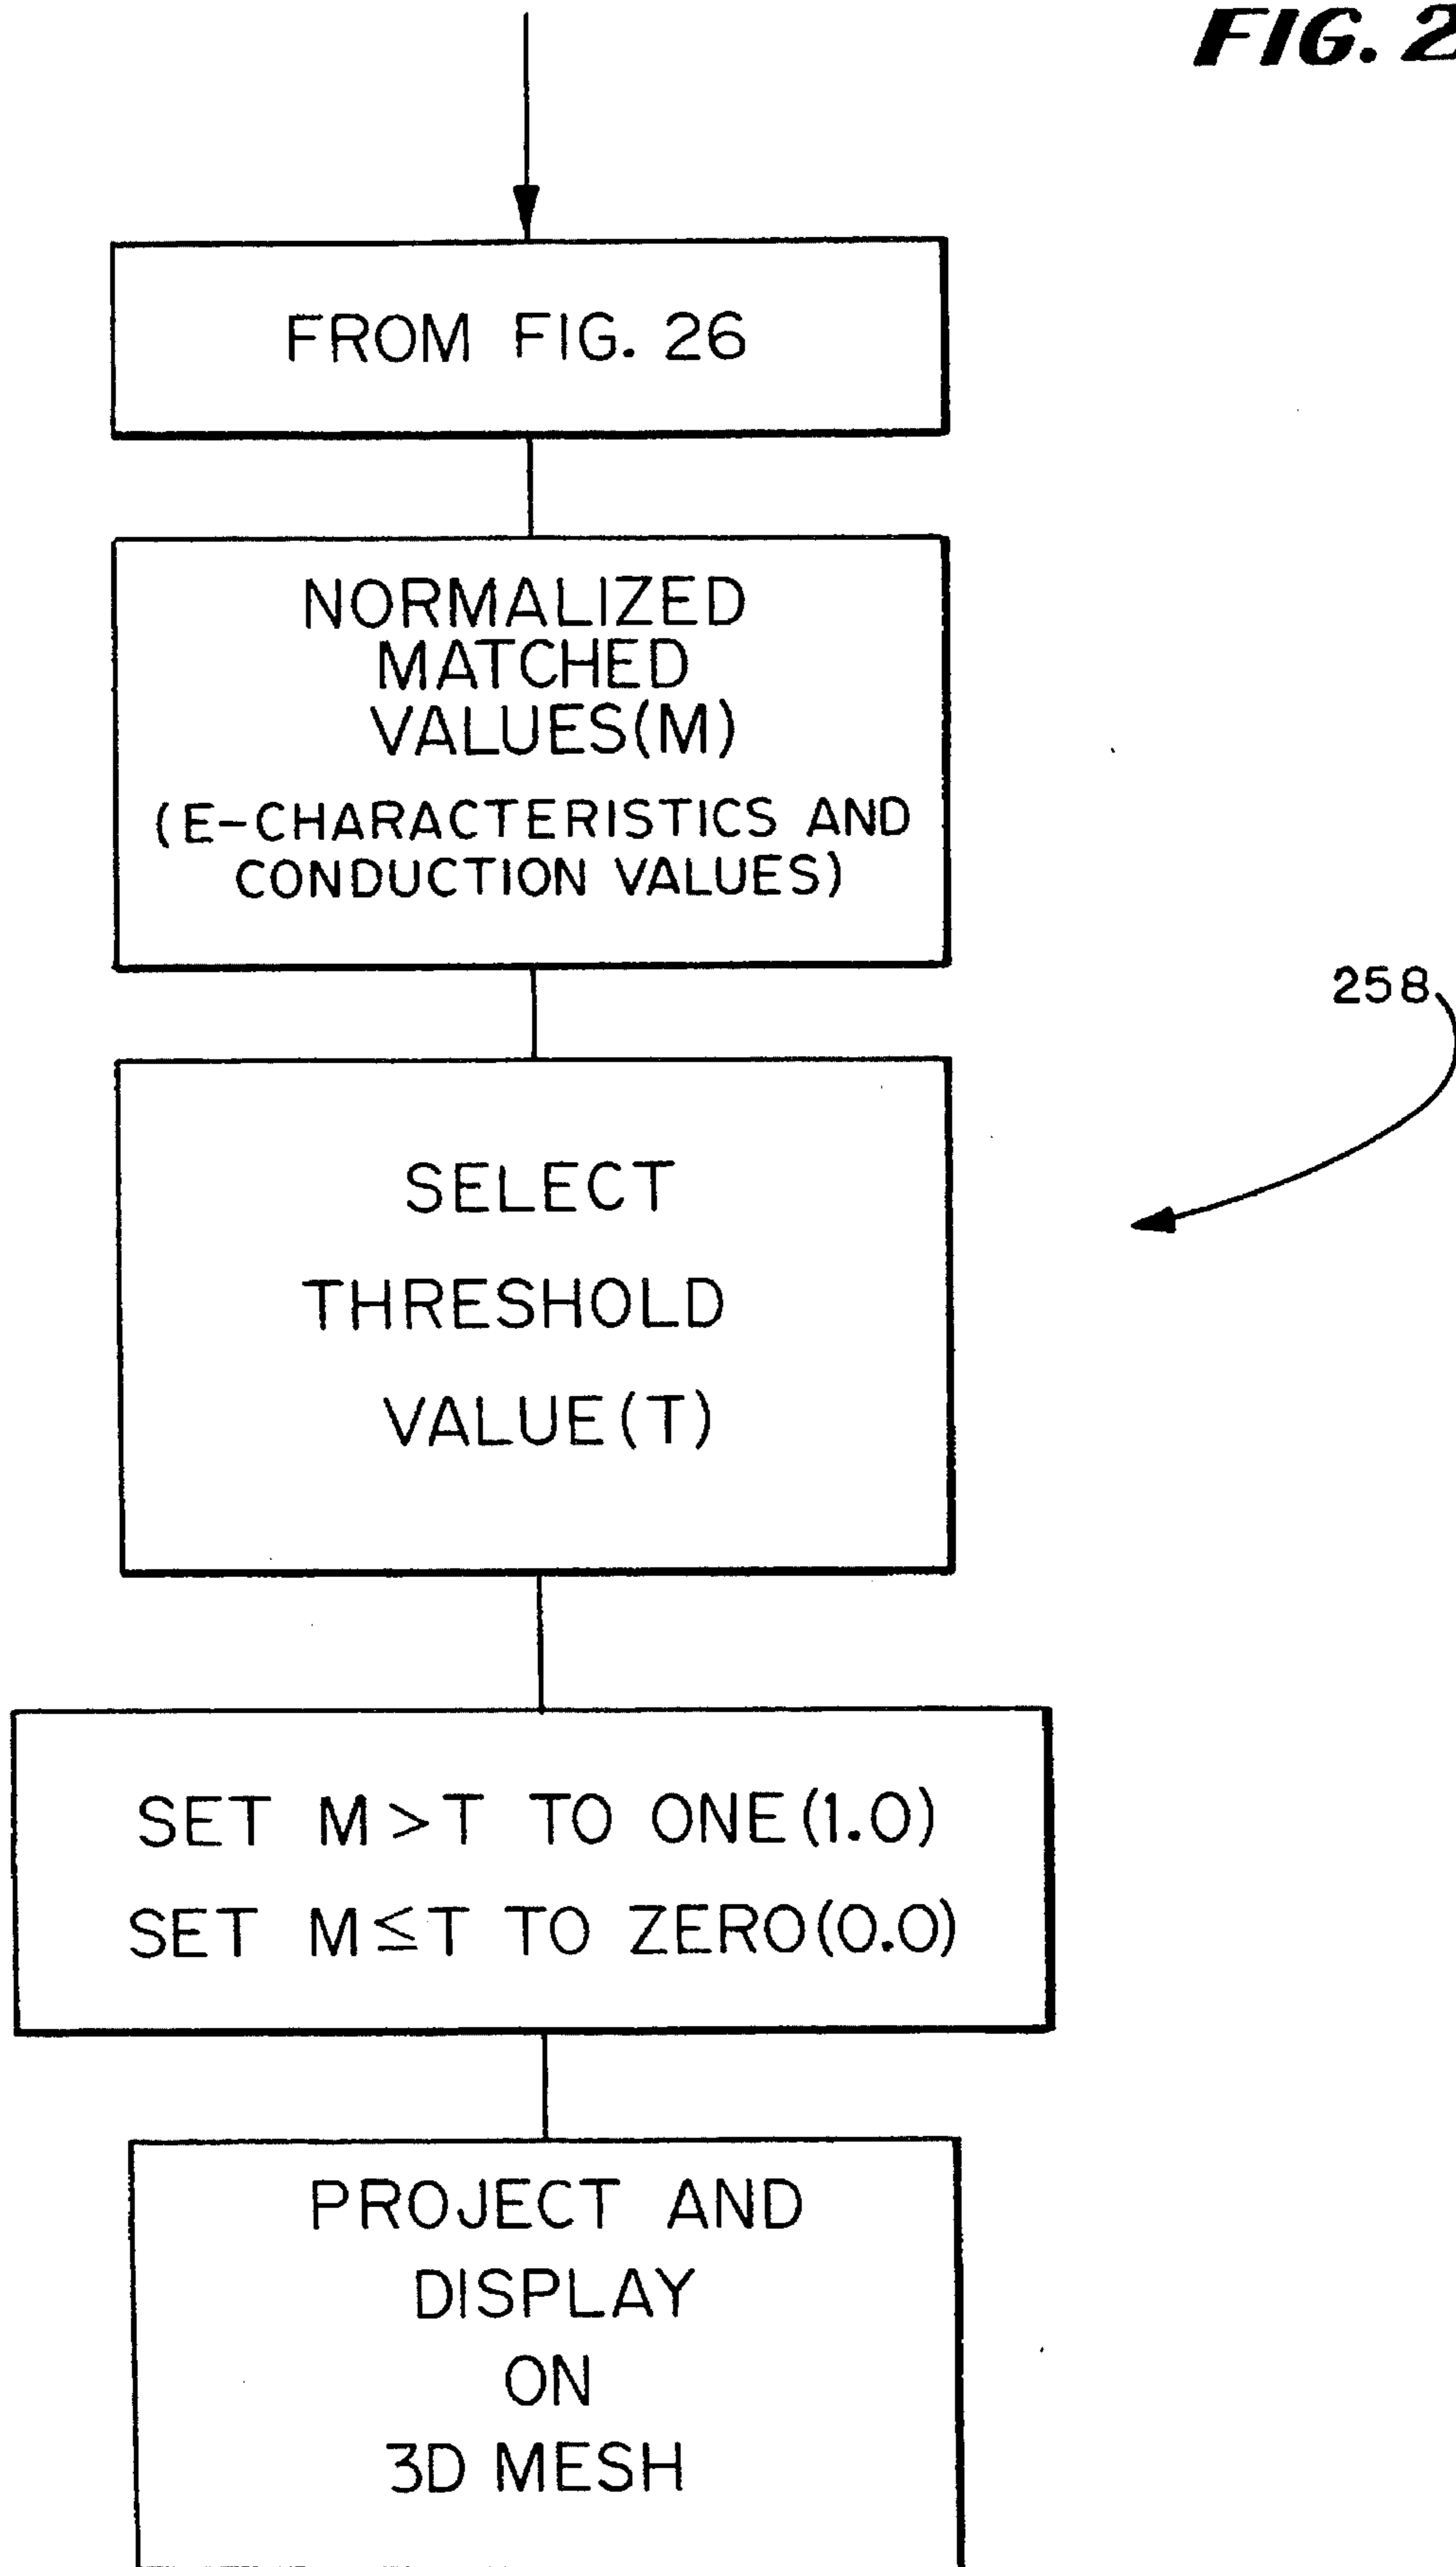 FIG. 2
FROM FIG. 26
NORMALIZED
MATCHED
VALUES(M)
(E-CHARACTERISTICS AND
CONDUCTION VALUES)
258
SELECT
THRESHOLD
VALUE(T)
SET M>T TO ONE(1.0)
SET M≤T TO ZERO(0.0)
PROJECT AND
DISPLAY
ON
3D MESH